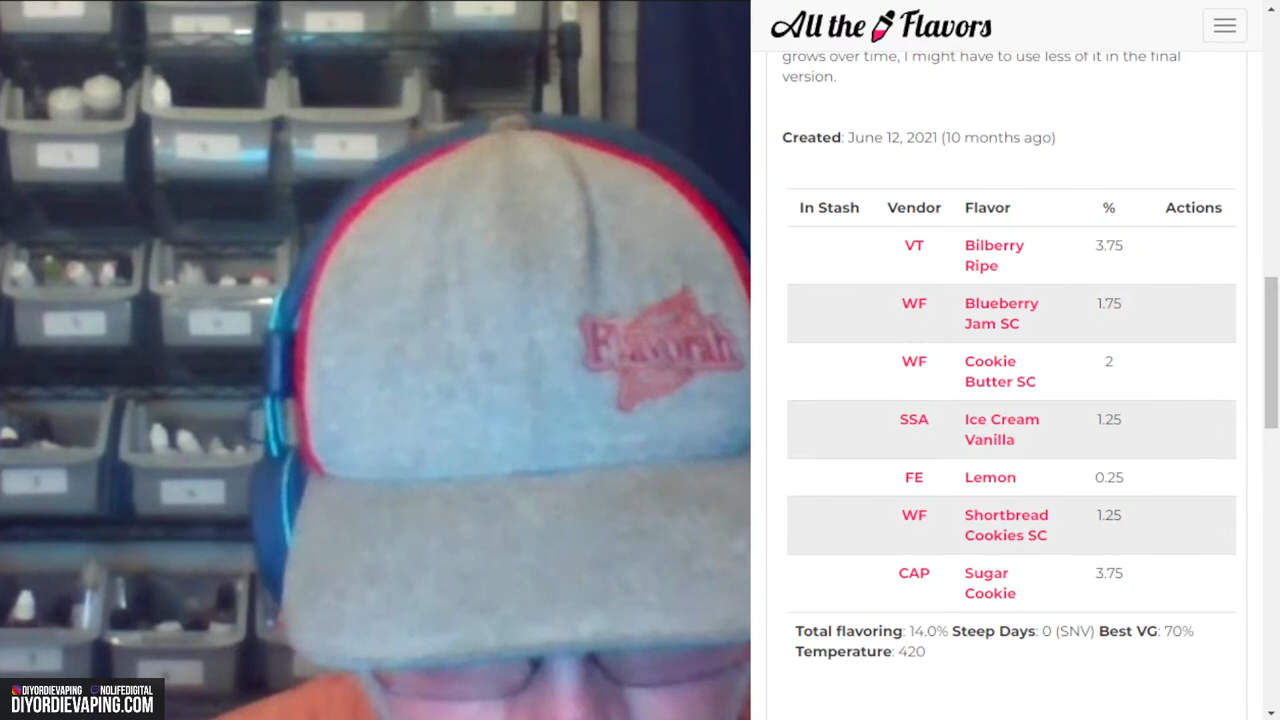 All the Flavors
grows over time, I might have to use less of it in the final
version.
Created: June 12, 2021 (10 months ago)
In Stash Vendor Flavor % Actions
VT Bilberry Ripe 3.75
WF Blueberry Jam SC 1.75
WF Cookie Butter SC 2
SSA Ice Cream Vanilla 1.25
FE Lemon 0.25
WF Shortbread Cookies SC 1.25
CAP Sugar Cookie 3.75
Total flavoring: 14.0% Steep Days: 0 (SNV) Best VG: 70%
Temperature: 420
Flavorah
DIYORDIEVAPING NOLIFEDIGITAL
DIYORDIEVAPING.COM